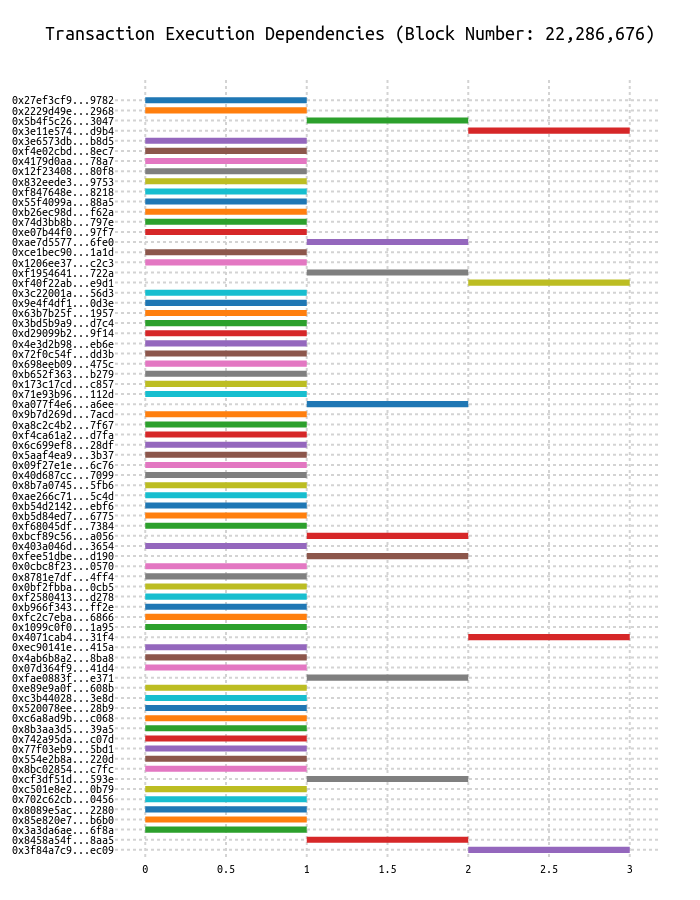 Transaction Execution Dependencies (Block Number: 22,286,676)
0x27ef3cf9...9782
0x2229d49e...2968
0x5b4f5c26...3047
0x3e11e574...d9b4
0x3e6573db...b8d5
0xf4e02cbd...8ec7
0x4179d0aa...78a7
0x12f23408...80f8
0x832eede3...9753
0xf847648e...8218
0x55f4099a...88a5
0xb26ec98d...f62a
0x74d3bb8b...797e
0xe07b44f0...97f7
0xae7d5577...6fe0
0xce1bec90...1a1d
0x1206ee37...c2c3
0xf1954641...722a
0xf40f22ab...e9d1
0x3c22001a...56d3
0x9e4f4df1...0d3e
0x63b7b25f...1957
0x3bd5b9a9...d7c4
0xd29099b2...9f14
0x4e3d2b98...eb6e
0x72f0c54f...dd3b
0x698eeb09...475c
0xb652f363...b279
0x173c17cd...c857
0x71e93b96...112d
0xa077f4e6...a6ee
0x9b7d269d...7acd
0xa8c2c4b2...7f67
0xf4ca61a2...d7fa
0x6c699ef8...28df
0x5aaf4ea9...3b37
0x09f27e1e...6c76
0x40d687cc...7099
0x8b7a0745...5fb6
0xae266c71...5c4d
0xb54d2142...ebf6
0xb5d84ed7...6775
0xf68045df...7384
0xbcf89c56...a056
0x403a046d...3654
0xfee51dbe...d190
0x0cbc8f23...0570
0x8781e7df...4ff4
0x0bf2fbba...0cb5
0xf2580413...d278
0xb966f343...ff2e
0xfc2c7eba...6866
0x1099c0f0...1a95
0x4071cab4...31f4
0xec90141e...415a
0x4ab6b8a2...8ba8
0x07d364f9...41d4
0xfae0883f...e371
0xe89e9a0f...608b
0xc3b44028...3e8d
0x520078ee...28b9
0xc6a8ad9b...c068
0x8b3aa3d5...39a5
0x742a95da...c07d
0x77f03eb9...5bd1
0x554e2b8a...220d
0x8bc02854...c7fc
0xcf3df51d...593e
0xc501e8e2...0b79
0x702c62cb...0456
0x8089e5ac...2280
0x85e820e7...b6b0
0x3a3da6ae...6f8a
0x8458a54f...8aa5
0x3f84a7c9...ec09
0 0.5 1 1.5 2 2.5 3